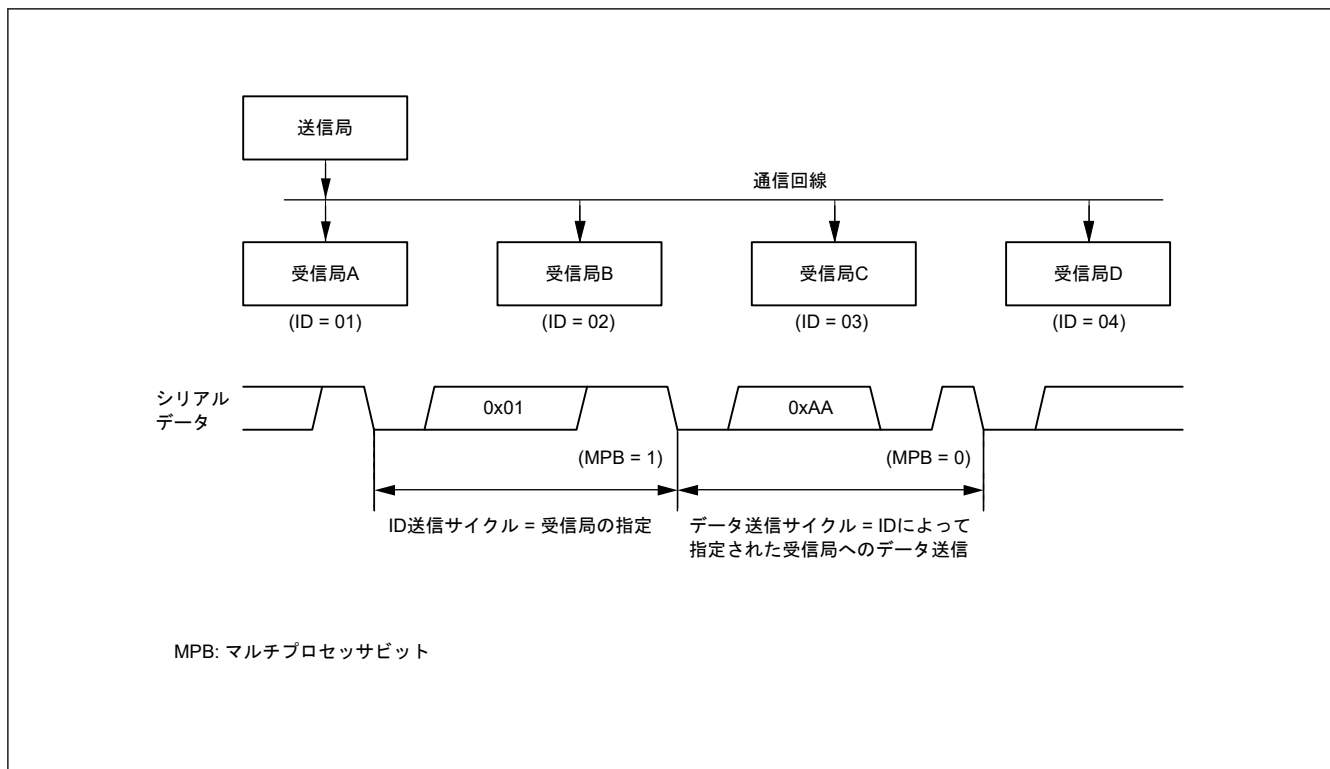 送信局
通信回線
受信局A
受信局B
受信局C
受信局D
(ID = 01)
(ID = 02)
(ID = 03)
(ID = 04)
シリアル
データ
0x01
0xAA
(MPB = 1)
(MPB = 0)
ID送信サイクル = 受信局の指定
データ送信サイクル = IDによって
指定された受信局へのデータ送信
MPB: マルチプロセッサビット